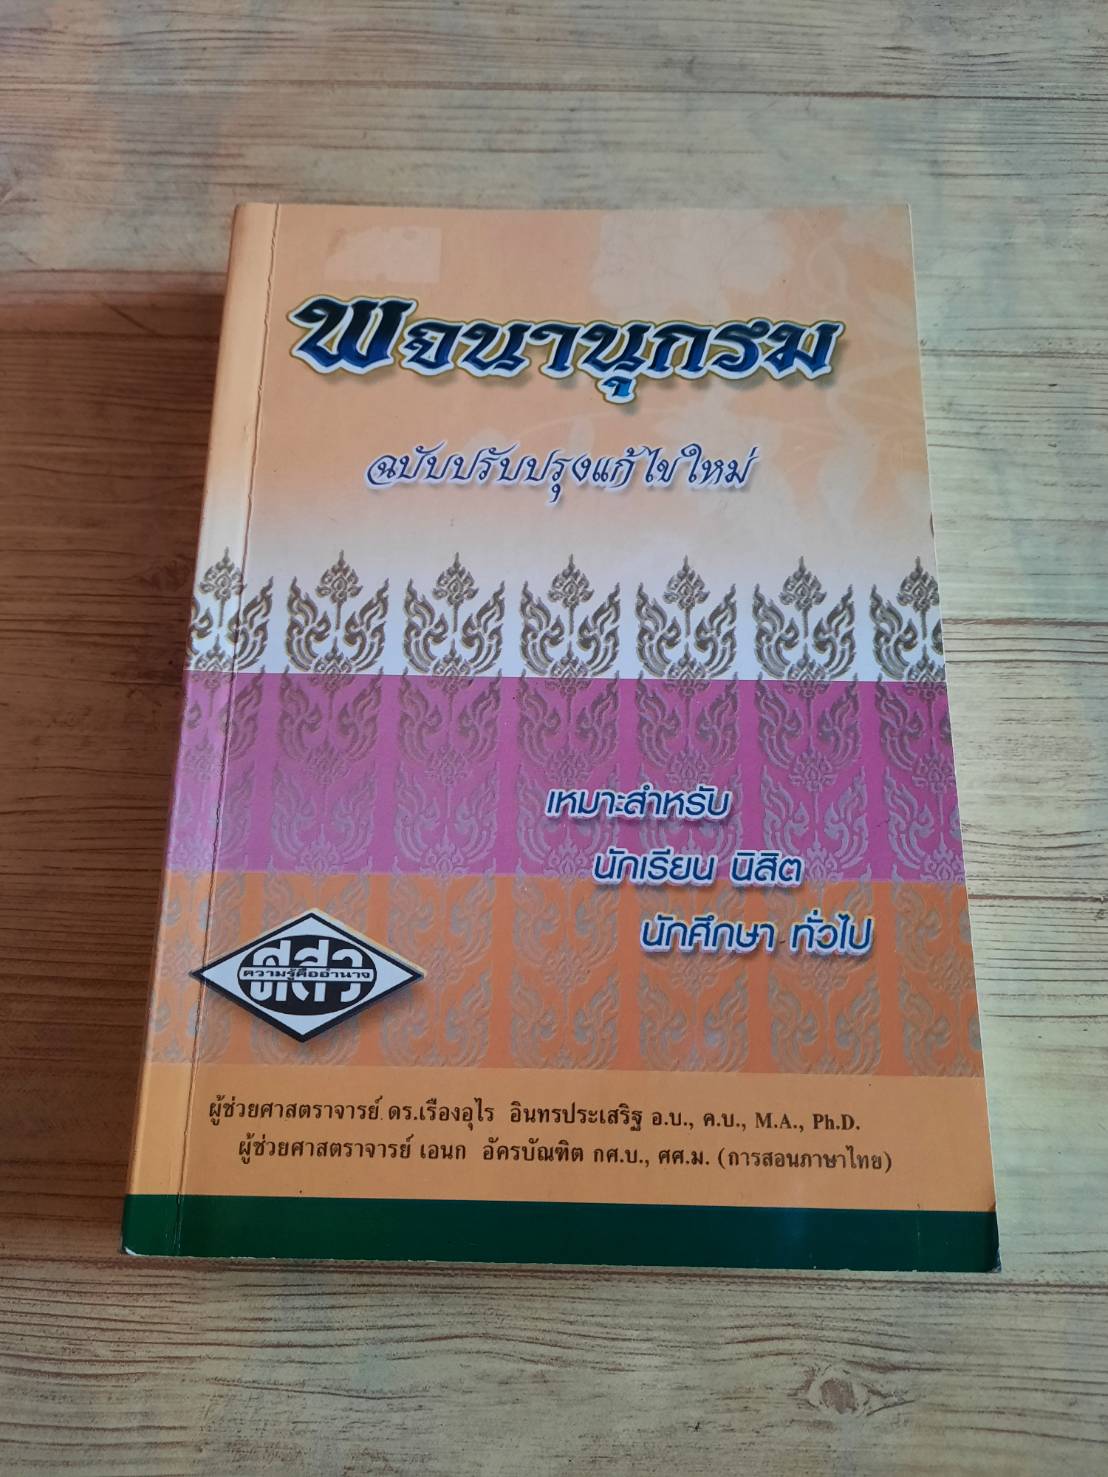 พจนานุกรม
ฉบับปรับปรุงแก้ไขใหม่
เหมาะสำหรับ
นักเรียน นิสิต
นักศึกษา ทั่วไป
ความรู้คืออำนาจ
ผู้ช่วยศาสตราจารย์ ดร.เรืองอุไร อินทรประเสริฐ อ.บ., ค.บ., M.A., Ph.D.
ผู้ช่วยศาสตราจารย์ เอนก อัครบัณฑิต กศ.บ., ศศ.ม. (การสอนภาษาไทย)